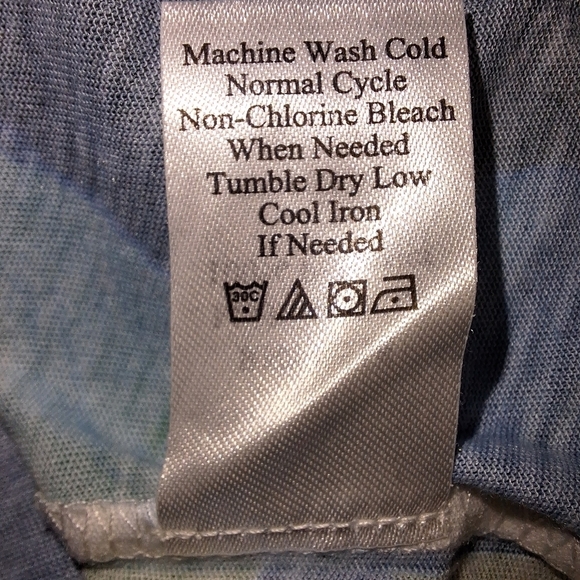 Machine Wash Cold
Normal Cycle
Non-Chlorine Bleach
When Needed
Tumble Dry Low
Cool Iron
If Needed
30C